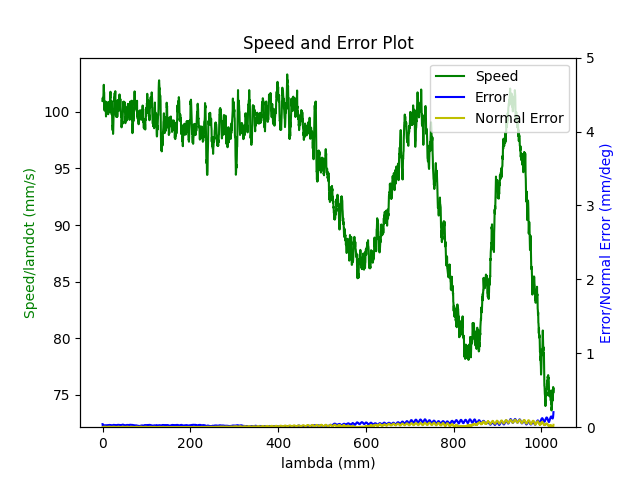 Speed and Error Plot
Speed
Error
Normal Error
Speed/lamdot (mm/s)
100
95
90
85
80
75
5
4
3
2
1
0
Error/Normal Error (mm/deg)
0 200 400 600 800 1000
lambda (mm)